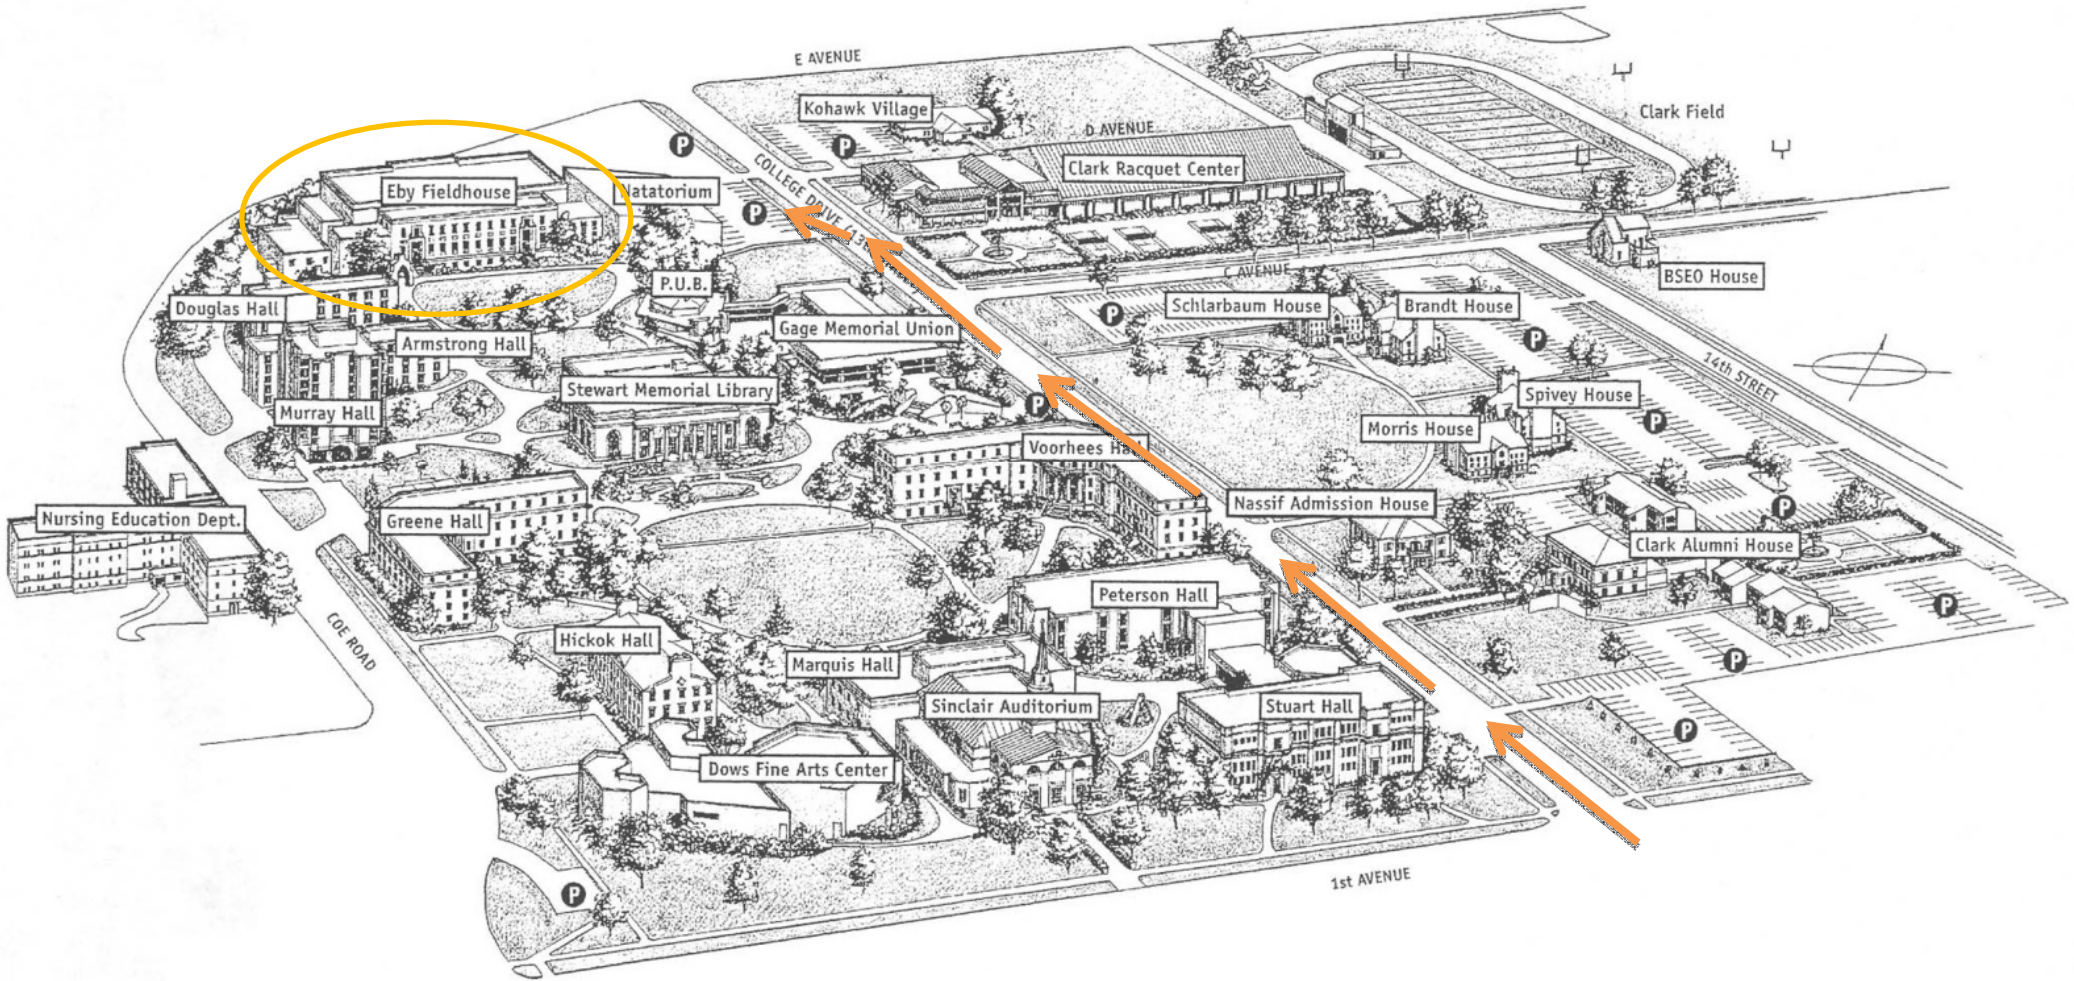 E AVENUE
Kohawk Village
P
P
D AVENUE
Clark Field
Clark Racquet Center
COLLEGE DRIVE 13
Eby Fieldhouse
Natatorium
P
C AVENUE
BSEO House
P.U.B.
Douglas Hall
Schlarbaum House
Brandt House
P
Gage Memorial Union
Armstrong Hall
P
14th STREET
Stewart Memorial Library
Spivey House
P
Murray Hall
P
Morris House
Voorhees Hall
Nassif Admission House
P
Nursing Education Dept.
Greene Hall
Clark Alumni House
Peterson Hall
P
COE ROAD
Hickok Hall
Marquis Hall
P
Sinclair Auditorium
Stuart Hall
P
Dows Fine Arts Center
1st AVENUE
P